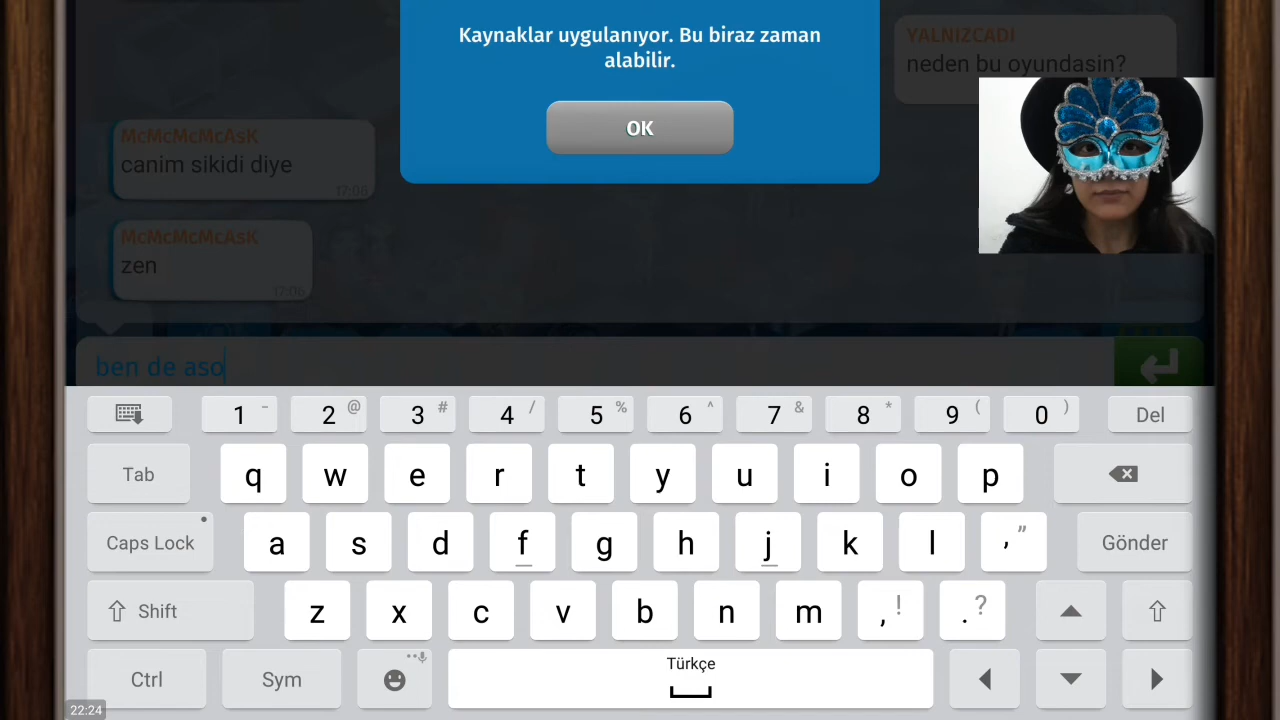 Kaynaklar uygulanıyor. Bu biraz zaman
alabilir.
OK
YALNIZCADI
neden bu oyundasin?
McMcMcMcAsK
canim sikidi diye
17:06
McMcMcMcAsK
zen
17:06
ben de aso
1 - 2 @ 3 # 4 / 5 % 6 ^ 7 & 8 * 9 ( 0 ) Del
Tab q w e r t y u i o p
Caps Lock a s d f g h j k l , " Gönder
Shift z x c v b n m , ! . ?
Ctrl Sym Türkçe
22:24